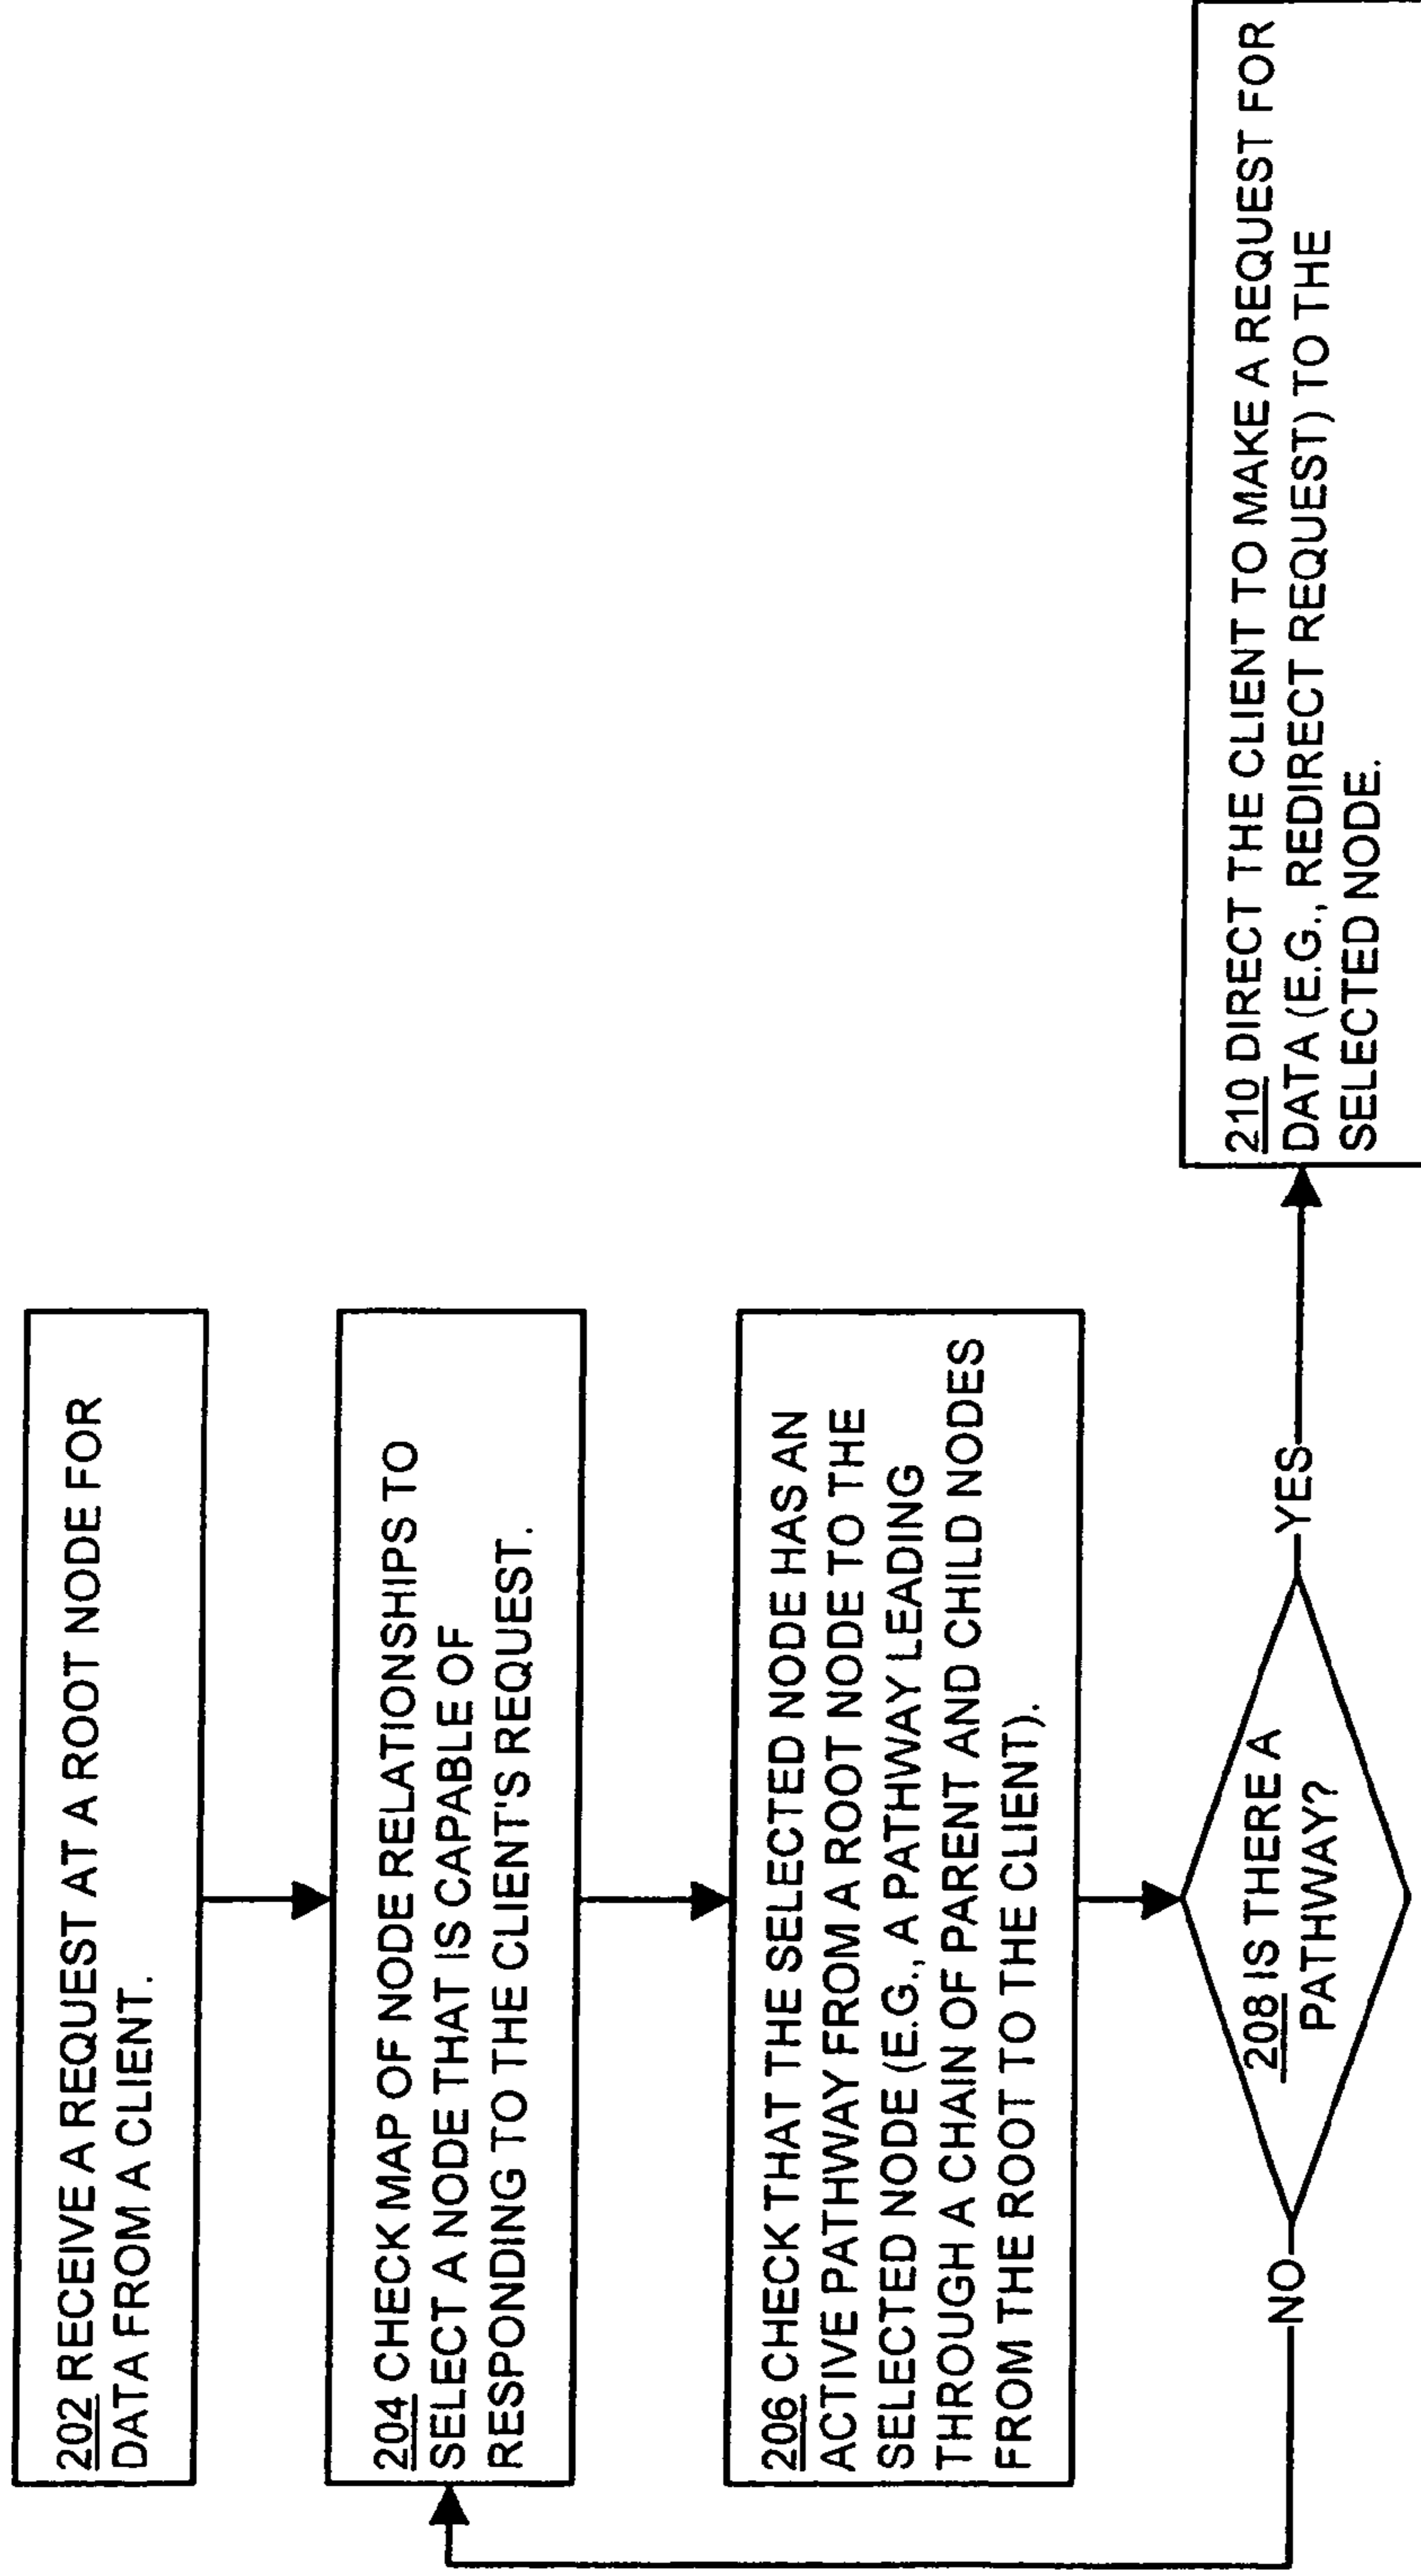 202 RECEIVE A REQUEST AT A ROOT NODE FOR
DATA FROM A CLIENT.
204 CHECK MAP OF NODE RELATIONSHIPS TO
SELECT A NODE THAT IS CAPABLE OF
RESPONDING TO THE CLIENT'S REQUEST.
206 CHECK THAT THE SELECTED NODE HAS AN
ACTIVE PATHWAY FROM A ROOT NODE TO THE
SELECTED NODE (E.G., A PATHWAY LEADING
THROUGH A CHAIN OF PARENT AND CHILD NODES
FROM THE ROOT TO THE CLIENT).
208 IS THERE A
PATHWAY?
NO
YES
210 DIRECT THE CLIENT TO MAKE A REQUEST FOR
DATA (E.G., REDIRECT REQUEST) TO THE
SELECTED NODE.